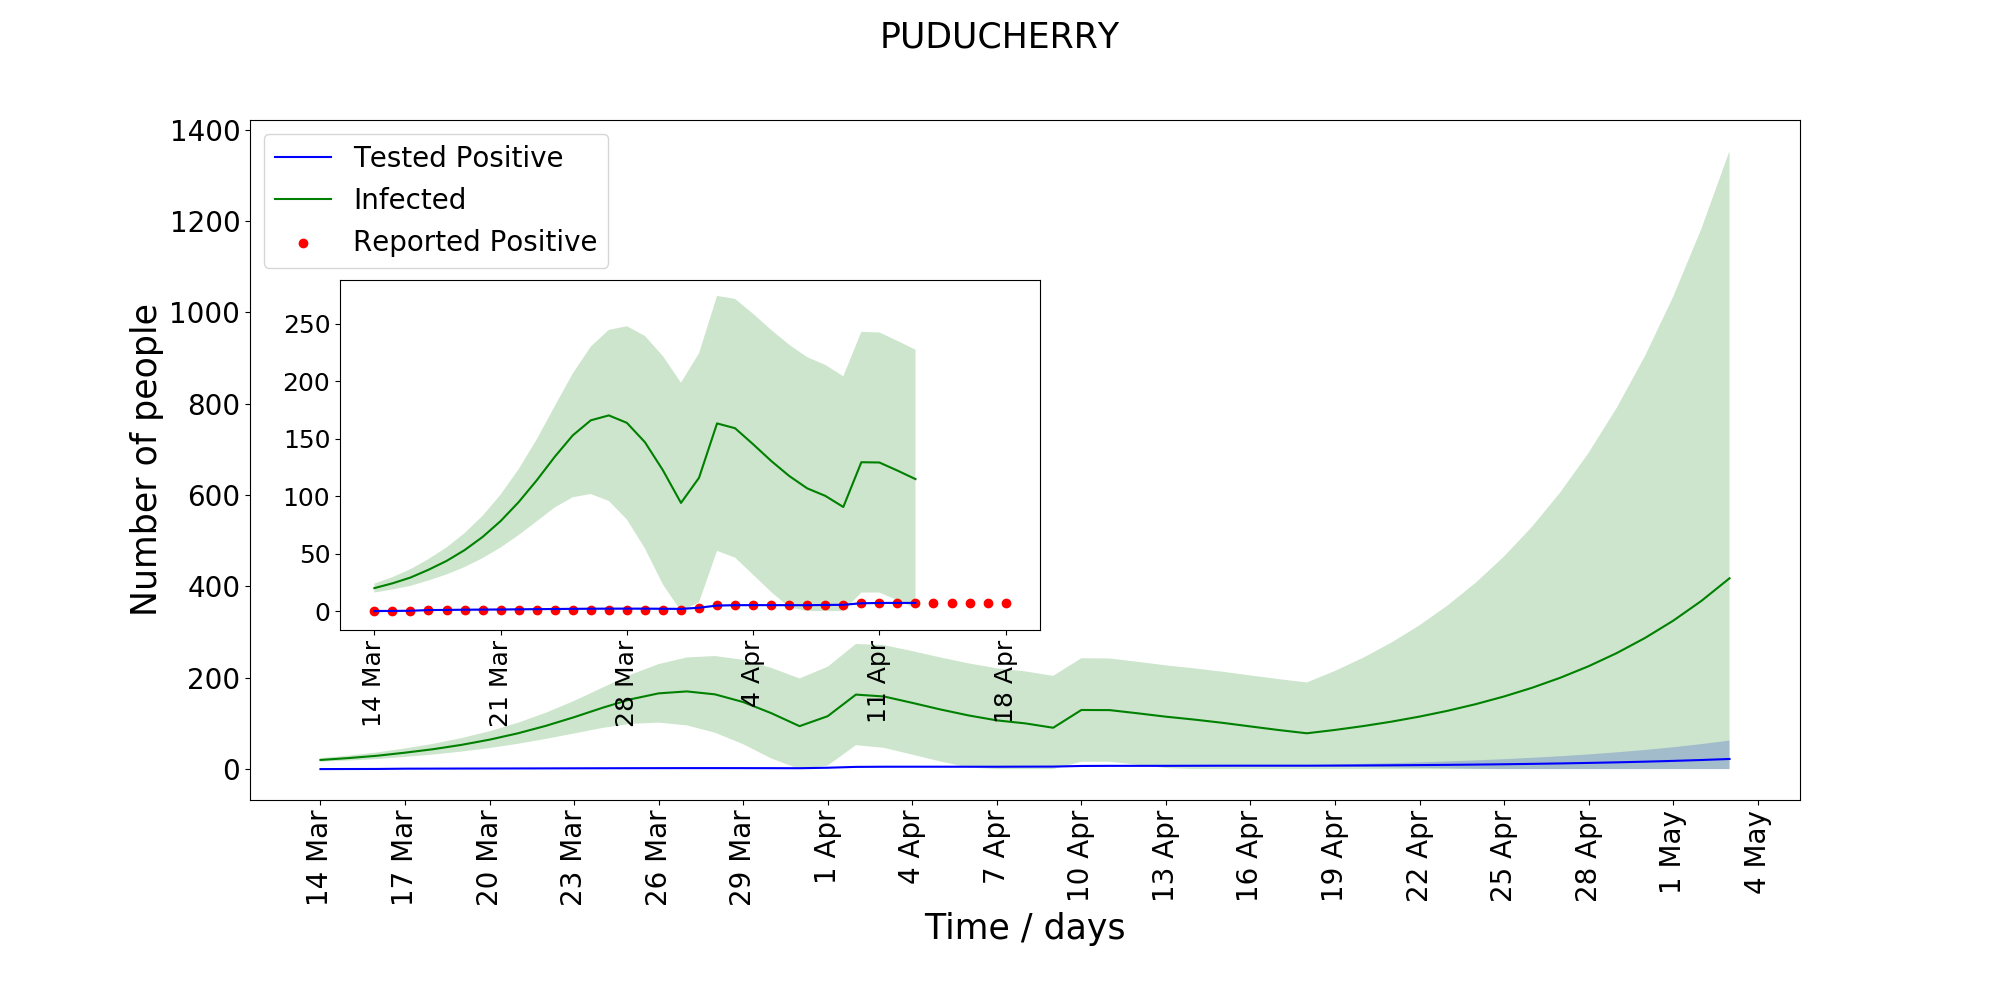 PUDUCHERRY
1400
1200
1000
800
600
400
200
0
Number of people
Tested Positive
Infected
Reported Positive
250
200
150
100
50
0
14 Mar
21 Mar
28 Mar
4 Apr
11 Apr
18 Apr
14 Mar
17 Mar
20 Mar
23 Mar
26 Mar
29 Mar
1 Apr
4 Apr
7 Apr
10 Apr
13 Apr
16 Apr
19 Apr
22 Apr
25 Apr
28 Apr
1 May
4 May
Time / days